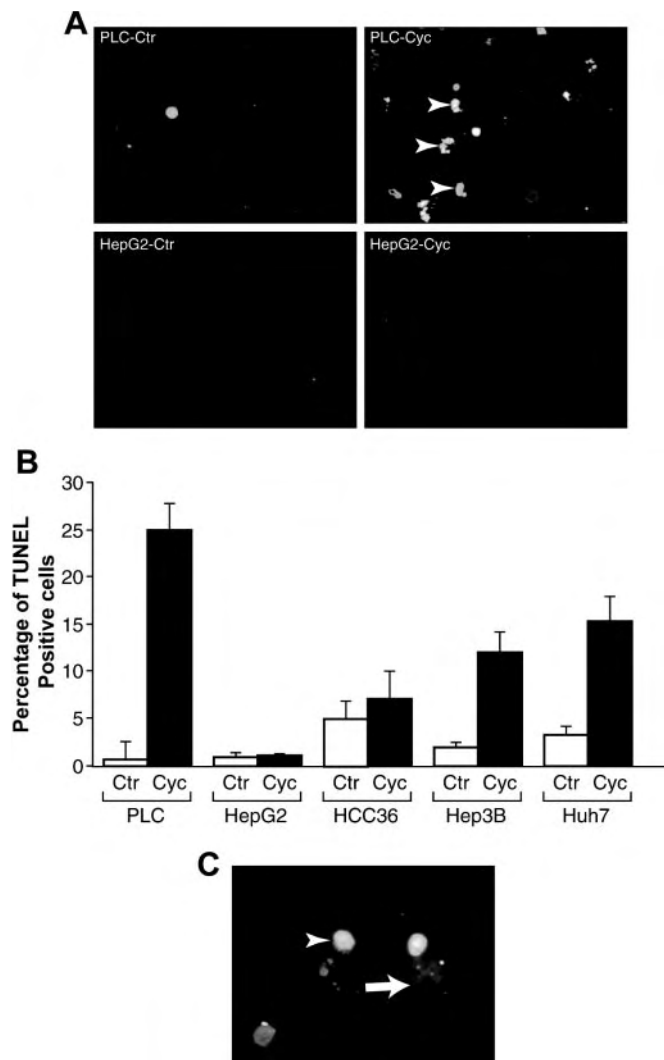 A
PLC-Ctr
PLC-Cyc
HepG2-Ctr
HepG2-Cyc
B
Percentage of TUNEL
Positive cells
30
25
20
15
10
5
0
Ctr Cyc Ctr Cyc Ctr Cyc Ctr Cyc Ctr Cyc
PLC HepG2 HCC36 Hep3B Huh7
C